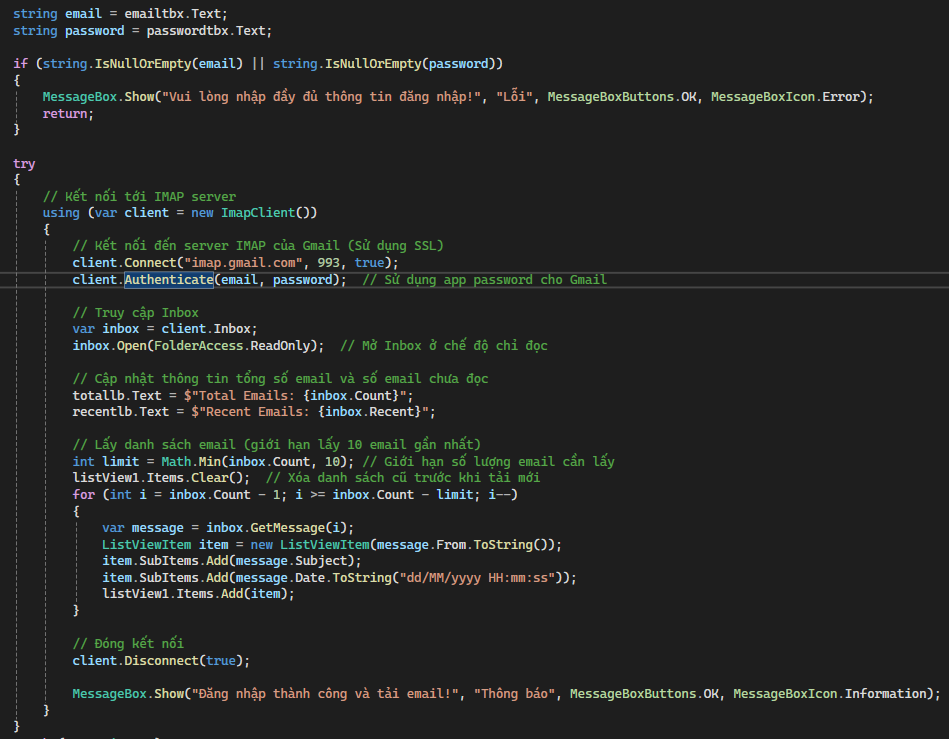 string email = emailtbx.Text;
string password = passwordtbx.Text;
if (string.IsNullOrEmpty(email) || string.IsNullOrEmpty(password))
{
MessageBox.Show("Vui lòng nhập đầy đủ thông tin đăng nhập!", "Lỗi", MessageBoxButtons.OK, MessageBoxIcon.Error);
return;
}
try
{
// Kết nối tới IMAP server
using (var client = new ImapClient())
{
// Kết nối đến server IMAP của Gmail (Sử dụng SSL)
client.Connect("imap.gmail.com", 993, true);
client.Authenticate(email, password);  // Sử dụng app password cho Gmail
// Truy cập Inbox
var inbox = client.Inbox;
inbox.Open(FolderAccess.ReadOnly);  // Mở Inbox ở chế độ chỉ đọc
// Cập nhật thông tin tổng số email và số email chưa đọc
totallb.Text = $"Total Emails: {inbox.Count}";
recentlb.Text = $"Recent Emails: {inbox.Recent}";
// Lấy danh sách email (giới hạn lấy 10 email gần nhất)
int limit = Math.Min(inbox.Count, 10); // Giới hạn số lượng email cần lấy
listView1.Items.Clear();  // Xóa danh sách cũ trước khi tải mới
for (int i = inbox.Count - 1; i >= inbox.Count - limit; i--)
{
var message = inbox.GetMessage(i);
ListViewItem item = new ListViewItem(message.From.ToString());
item.SubItems.Add(message.Subject);
item.SubItems.Add(message.Date.ToString("dd/MM/yyyy HH:mm:ss"));
listView1.Items.Add(item);
}
// Đóng kết nối
client.Disconnect(true);
MessageBox.Show("Đăng nhập thành công và tải email!", "Thông báo", MessageBoxButtons.OK, MessageBoxIcon.Information);
}
}